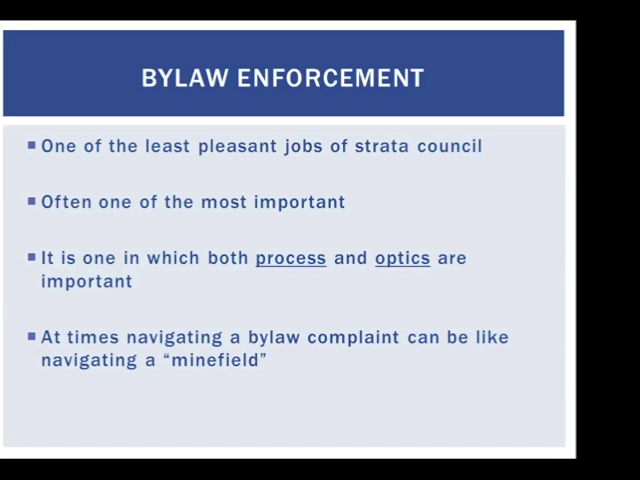 BYLAW ENFORCEMENT
One of the least pleasant jobs of strata council
Often one of the most important
It is one in which both process and optics are
important
At times navigating a bylaw complaint can be like
navigating a “minefield”